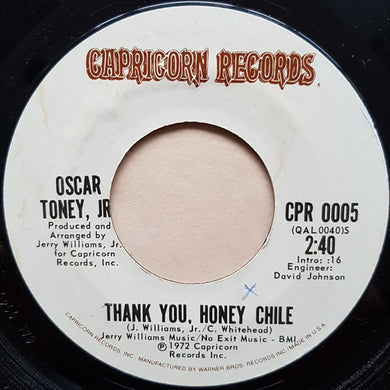 CAPRICORN RECORDS
OSCAR
TONEY, JR
Produced and
Arranged by
Jerry Williams, Jr.
for Capricorn
Records, Inc.
CPR 0005
(QAL0040)S
2:40
Intro: :16
Engineer:
David Johnson
THANK YOU, HONEY CHILE
(J. Williams, Jr./C. Whitehead)
Jerry Williams Music/No Exit Music - BMI
℗1972 Capricorn
Records Inc.
CAPRICORN RECORDS INC. MANUFACTURED BY WARNER BROS. RECORDS INC. MADE IN U.S.A.